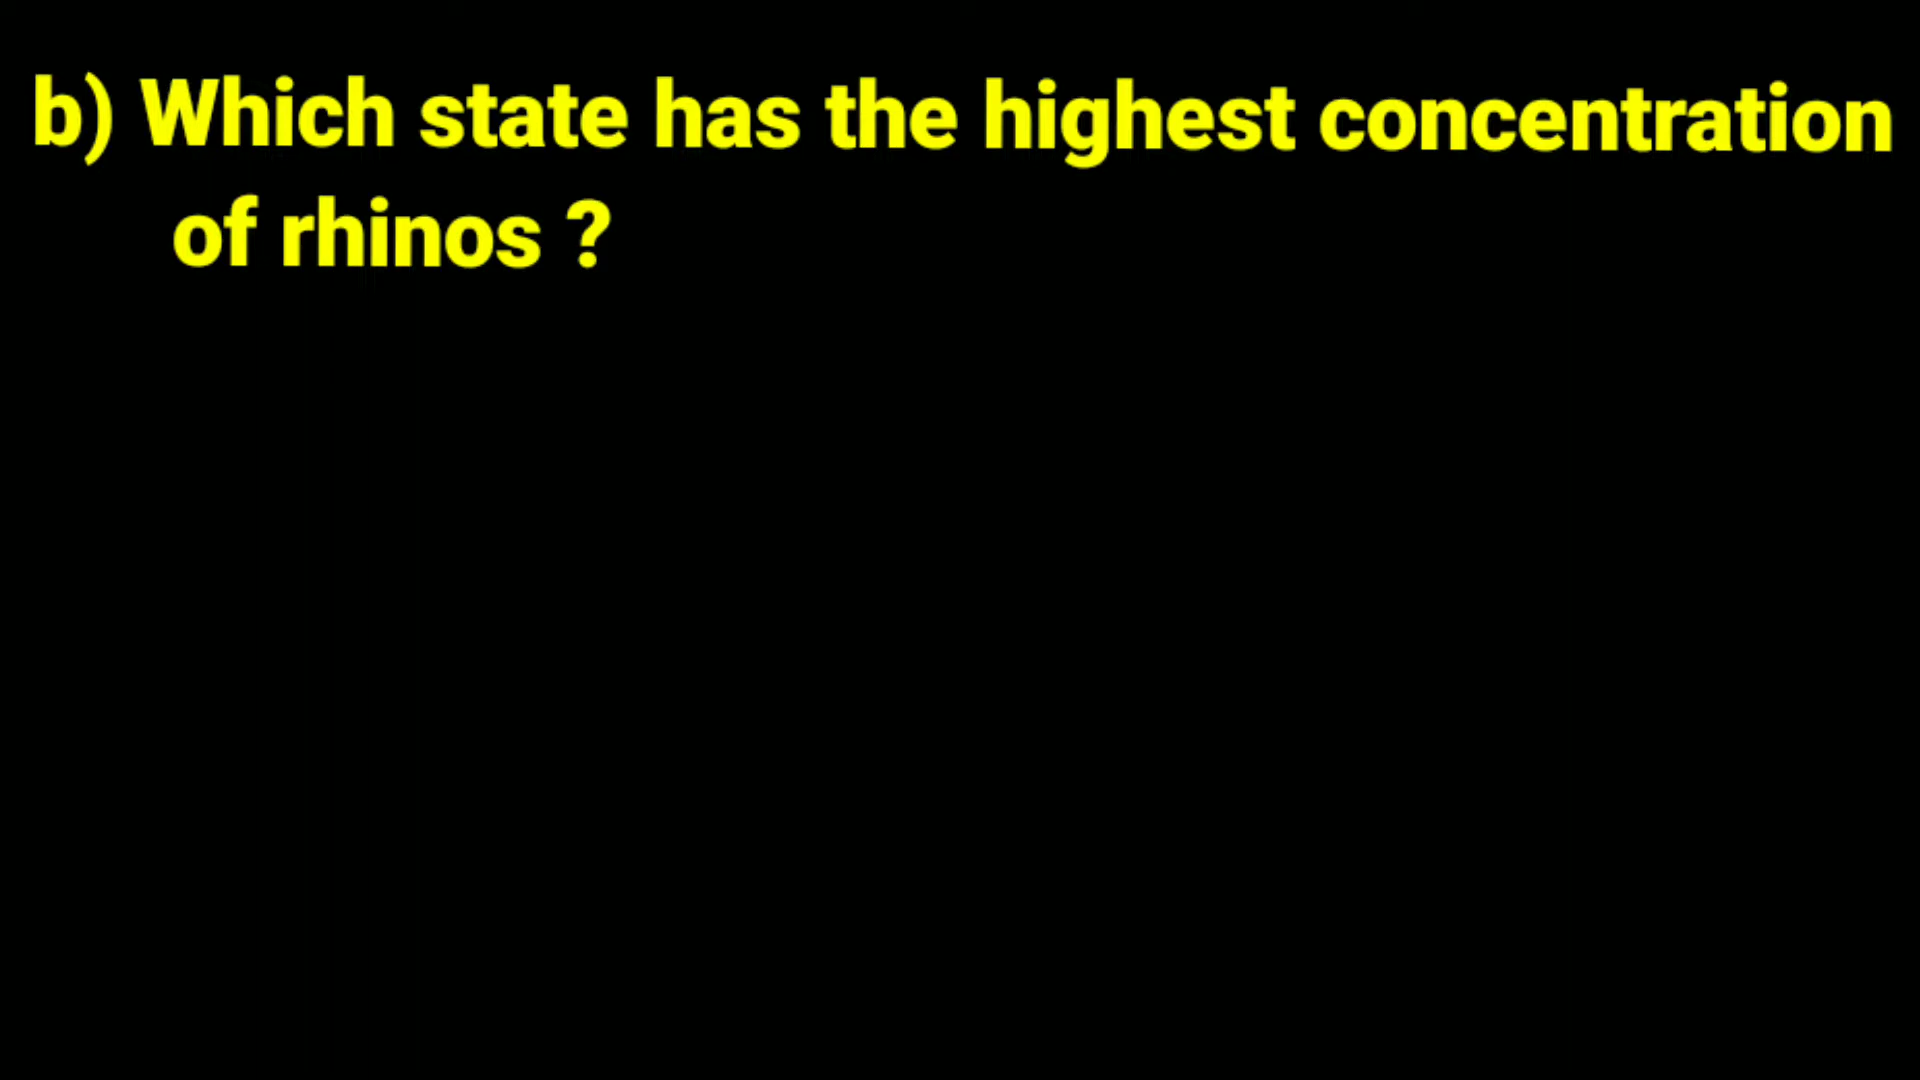 b) Which state has the highest concentration
of rhinos ?